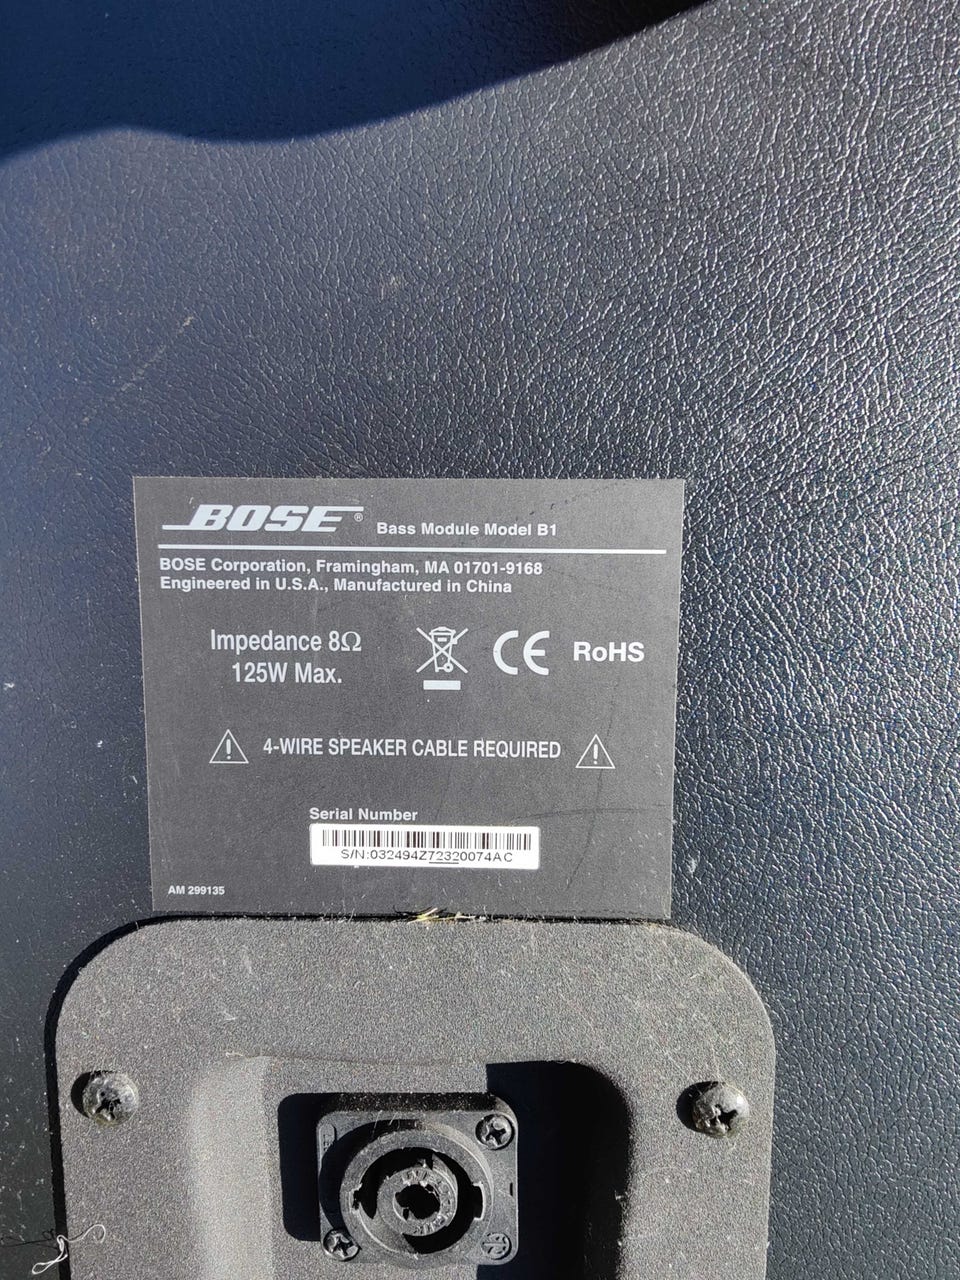 BOSE® Bass Module Model B1
BOSE Corporation, Framingham, MA 01701-9168
Engineered in U.S.A., Manufactured in China
Impedance 8Ω
125W Max.
CE RoHS
4-WIRE SPEAKER CABLE REQUIRED
Serial Number
S/N:032494Z72320074AC
AM 299135